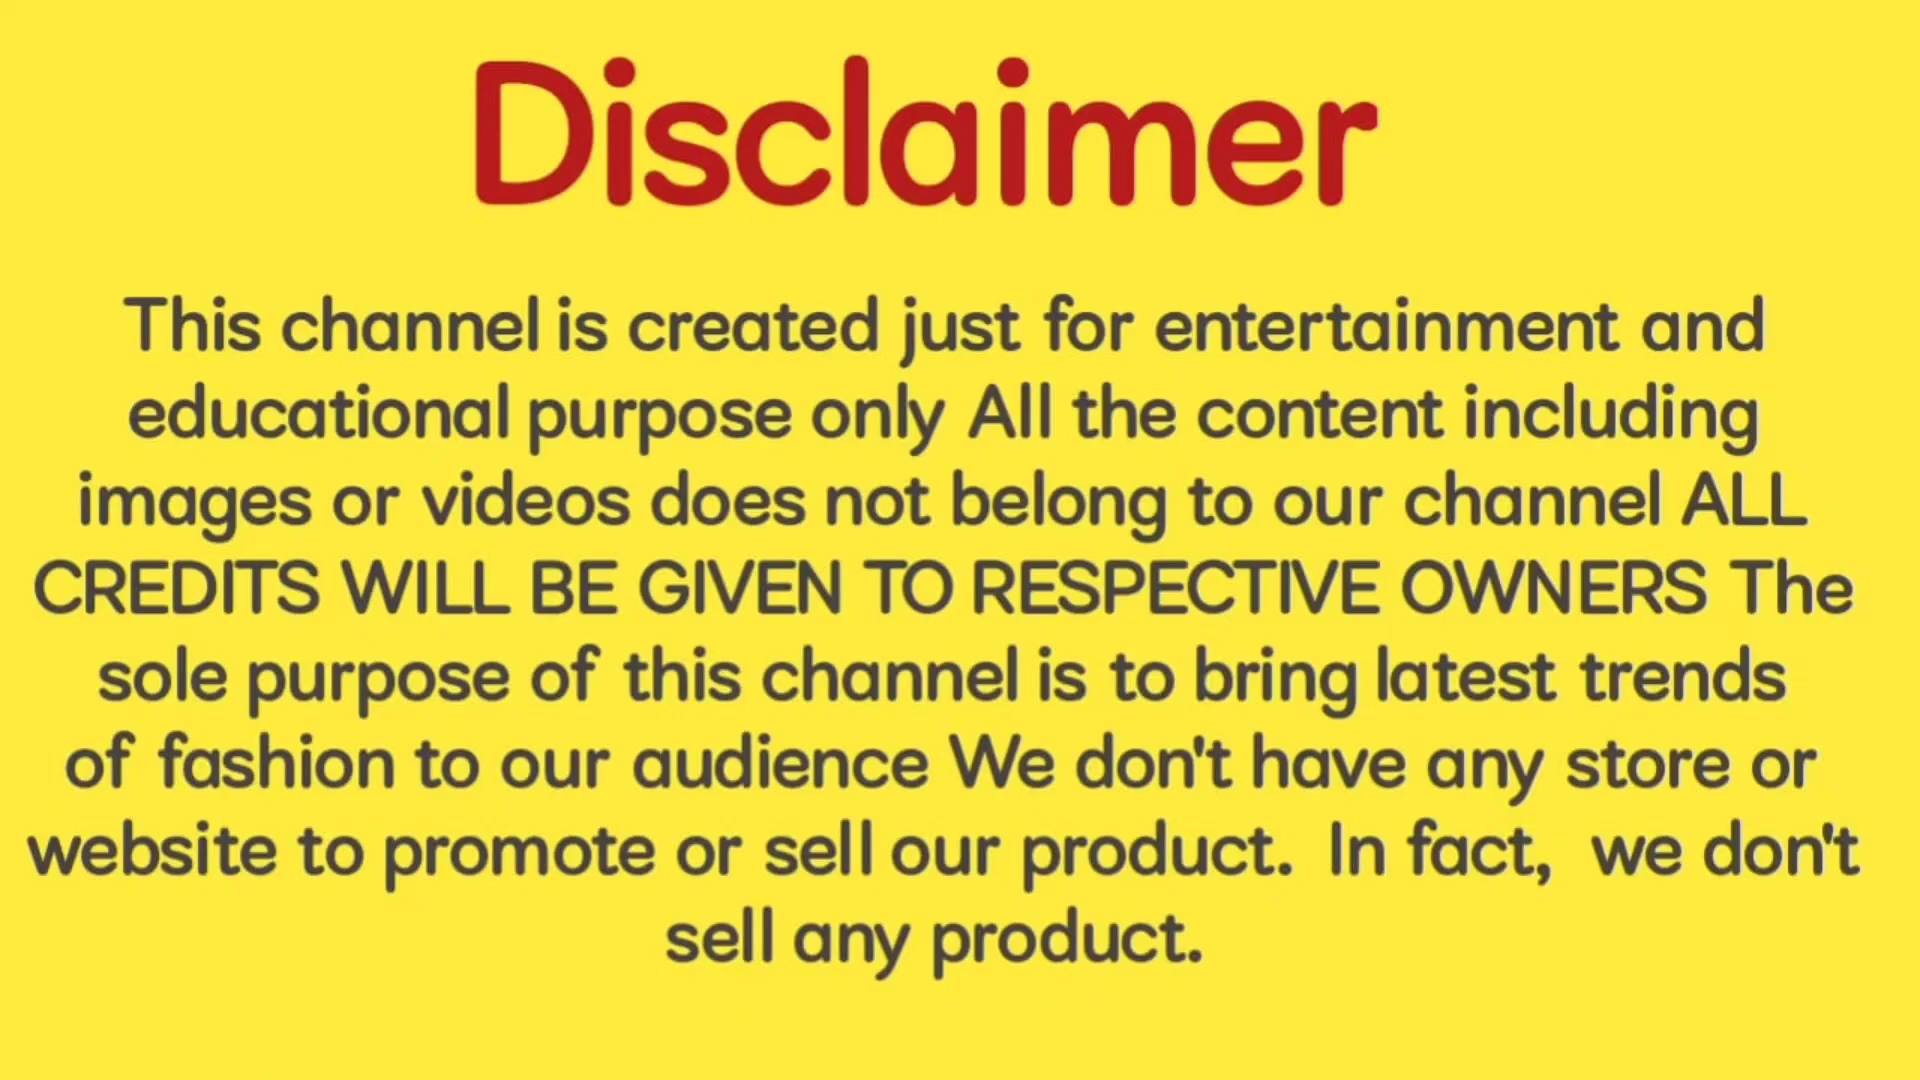 Disclaimer
This channel is created just for entertainment and
educational purpose only All the content including
images or videos does not belong to our channel ALL
CREDITS WILL BE GIVEN TO RESPECTIVE OWNERS The
sole purpose of this channel is to bring latest trends
of fashion to our audience We don't have any store or
website to promote or sell our product. In fact, we don't
sell any product.